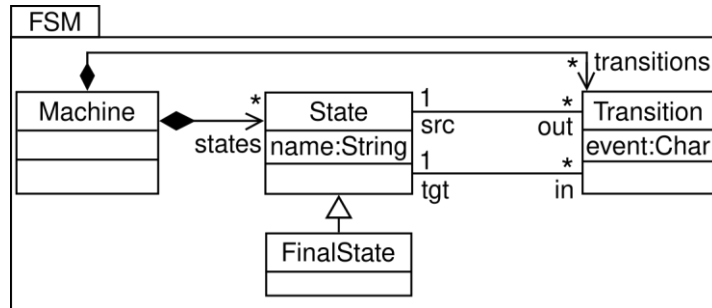 FSM
* transitions
Machine
* State 1 * Transition
states name:String src out event:Char
1 *
tgt in
FinalState